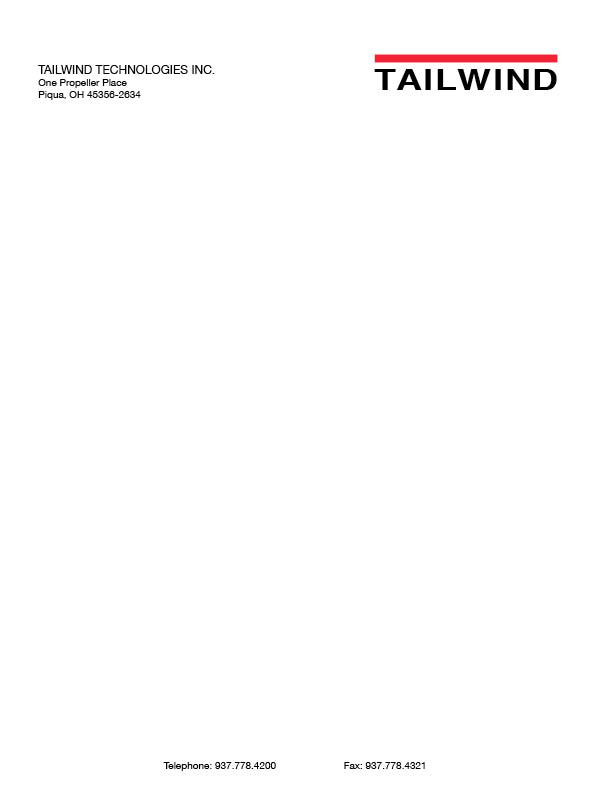 TAILWIND TECHNOLOGIES INC.
One Propeller Place
Piqua, OH 45356-2634
TAILWIND
Telephone: 937.778.4200 Fax: 937.778.4321